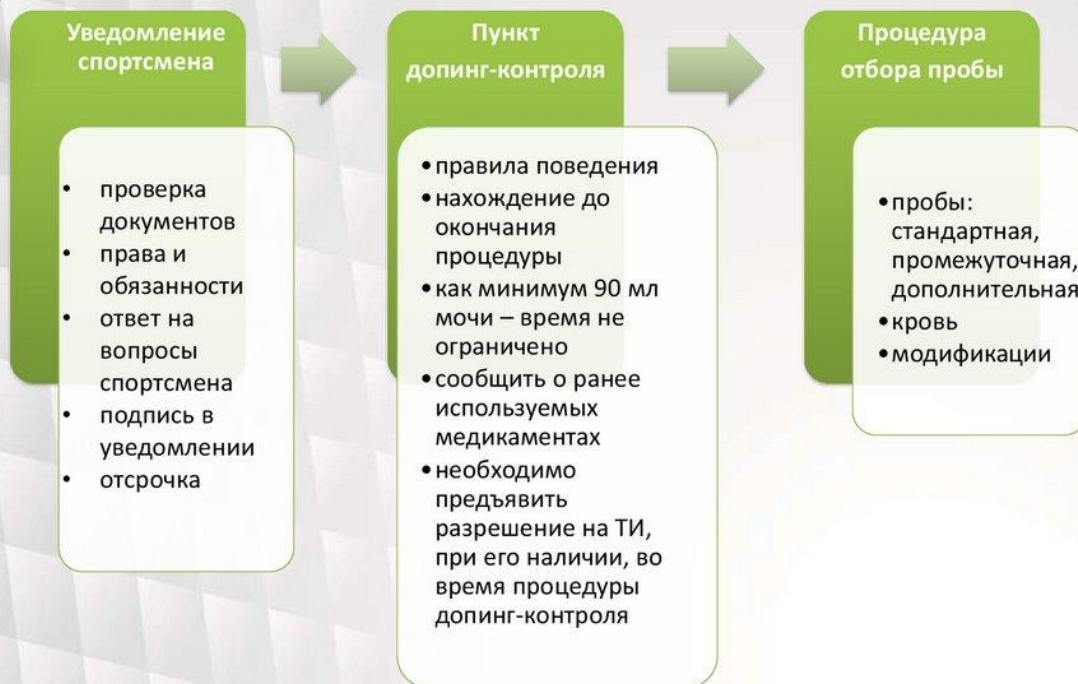 Уведомление
спортсмена
• проверка
документов
• права и
обязанности
• ответ на
вопросы
спортсмена
• подпись в
уведомлении
• отсрочка
Пункт
допинг-контроля
• правила поведения
• нахождение до
окончания
процедуры
• как минимум 90 мл
мочи – время не
ограничено
• сообщить о ранее
используемых
медикаментах
• необходимо
предъявить
разрешение на ТИ,
при его наличии, во
время процедуры
допинг-контроля
Процедура
отбора пробы
• пробы:
стандартная,
промежуточная,
дополнительная
• кровь
• модификации